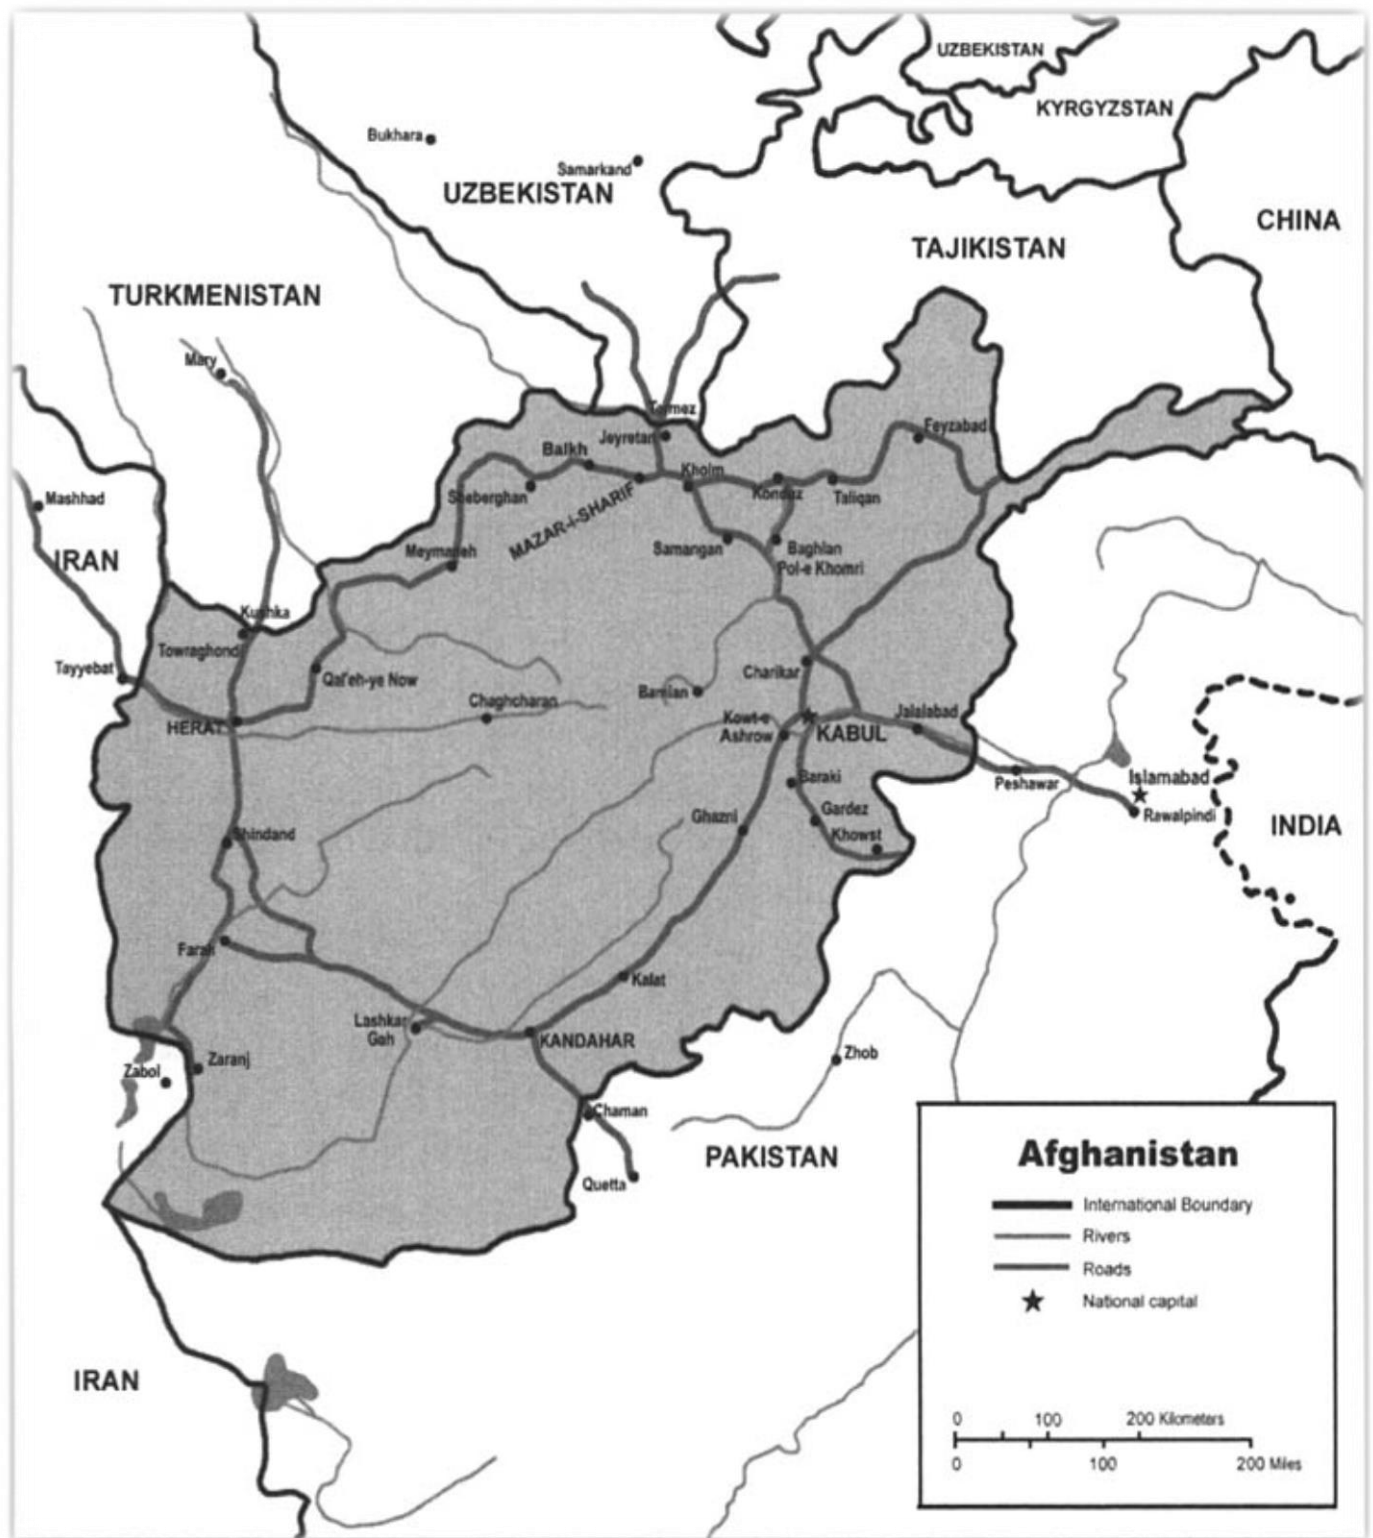 UZBEKISTAN
KYRGYZSTAN
Bukhara
Samarkand
UZBEKISTAN
CHINA
TAJIKISTAN
TURKMENISTAN
Mary
Termez
Jeyretan
Feyzabad
Balkh
Kholm
Mashhad
Sheberghan
MAZAR-i-SHARIF
Konduz
Taliqan
IRAN
Meymaneh
Samangan
Baghlan
Pol-e Khomri
Kushka
Towraghondi
Tayyebat
Qal'eh-ye Now
Charikar
Bamian
Chaghcharan
HERAT
Kowt-e
Ashrow
KABUL
Jalalabad
Baraki
Peshawar
Islamabad
Rawalpindi
Ghazni
Gardez
Khowst
INDIA
Shindand
Farah
Kalat
Lashkar
Gah
KANDAHAR
Zabol
Zaranj
Zhob
Chaman
Quetta
PAKISTAN
Afghanistan
International Boundary
Rivers
Roads
National capital
IRAN
0 100 200 Kilometers
0 100 200 Miles